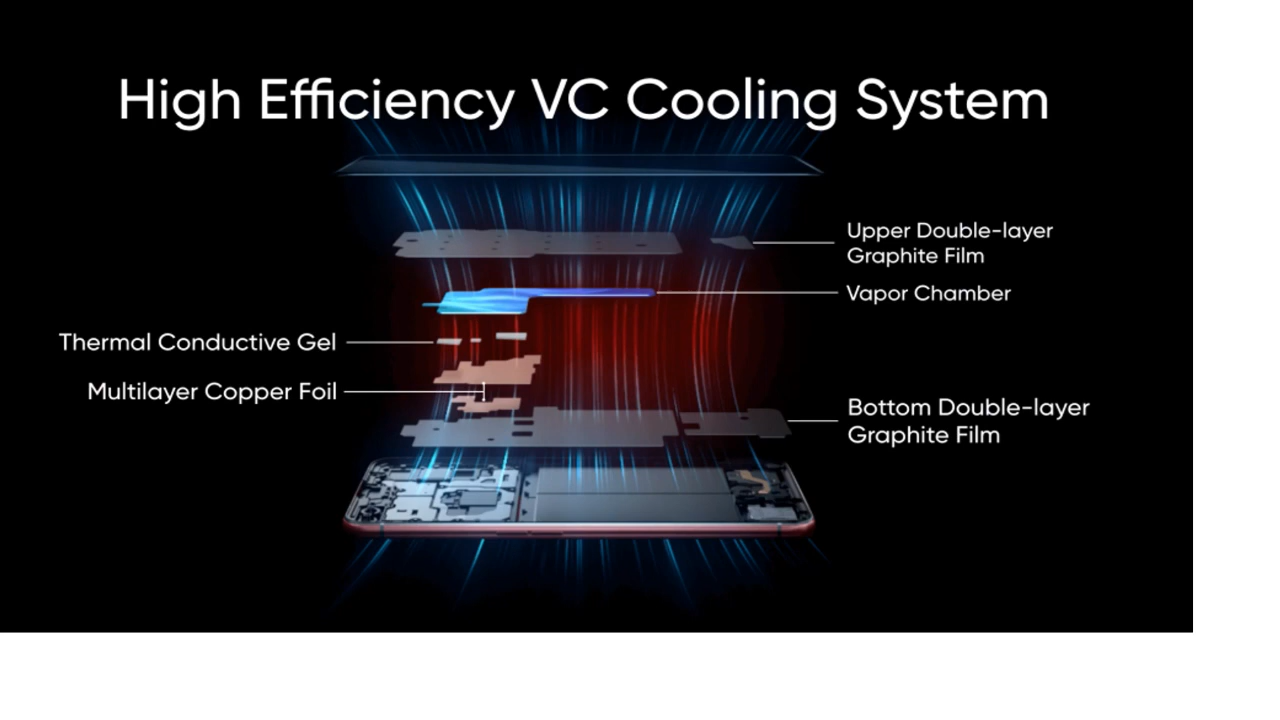 High Efficiency VC Cooling System
Upper Double-layer
Graphite Film
Vapor Chamber
Thermal Conductive Gel
Multilayer Copper Foil
Bottom Double-layer
Graphite Film